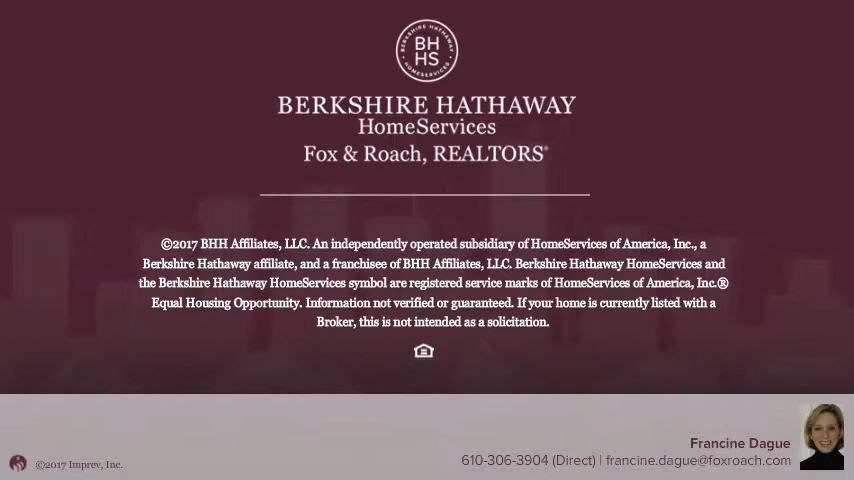 BERKSHIRE HATHAWAY
HOMESERVICES
BH
HS
BERKSHIRE HATHAWAY
HomeServices
Fox & Roach, REALTORS®
©2017 BHH Affiliates, LLC. An independently operated subsidiary of HomeServices of America, Inc., a
Berkshire Hathaway affiliate, and a franchisee of BHH Affiliates, LLC. Berkshire Hathaway HomeServices and
the Berkshire Hathaway HomeServices symbol are registered service marks of HomeServices of America, Inc.®
Equal Housing Opportunity. Information not verified or guaranteed. If your home is currently listed with a
Broker, this is not intended as a solicitation.
Francine Dague
610-306-3904 (Direct) | francine.dague@foxroach.com
©2017 Imprev, Inc.